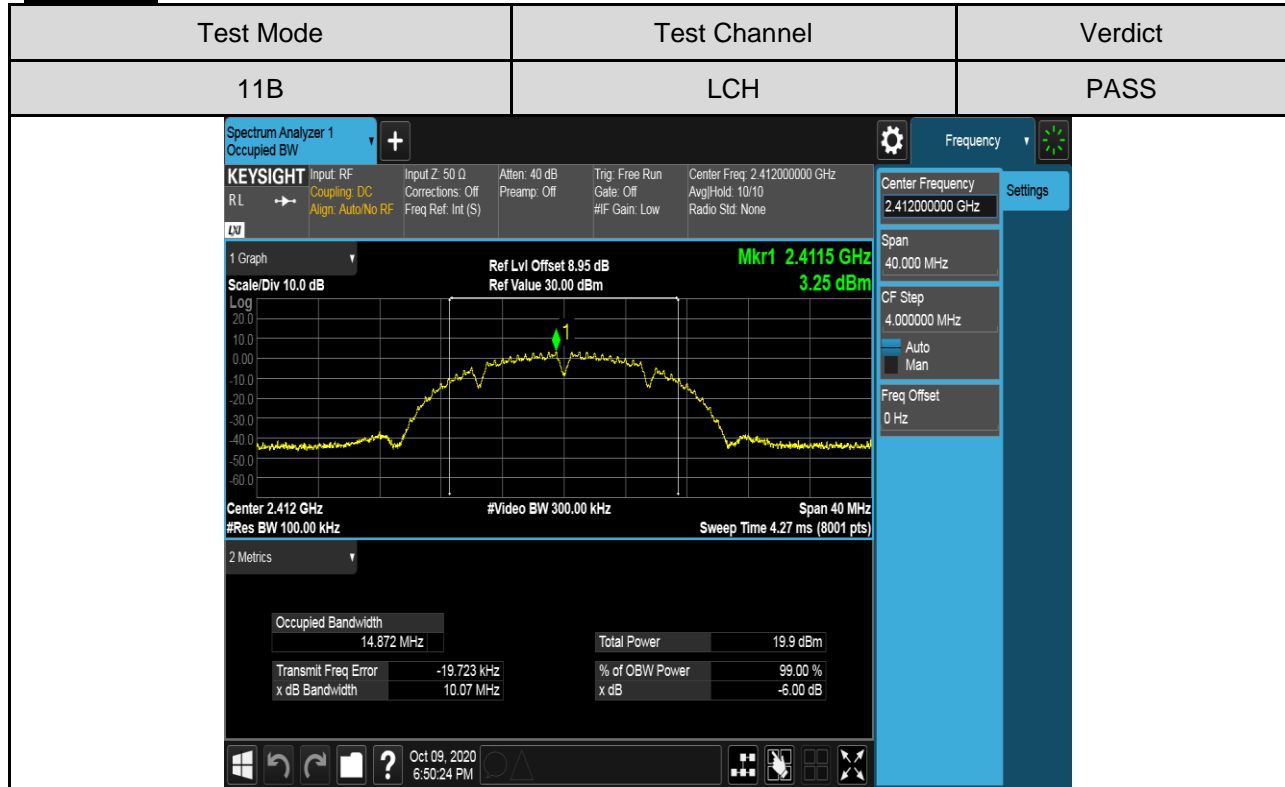 Test Mode Test Channel Verdict
11B LCH PASS
Spectrum Analyzer 1
Occupied BW
+
Frequency
KEYSIGHT Input: RF Input Z: 50 Ω Atten: 40 dB Trig: Free Run Center Freq: 2.412000000 GHz
RL Coupling: DC Corrections: Off Preamp: Off Gate: Off Avg|Hold: 10/10
Align: Auto/No RF Freq Ref: Int (S) #IF Gain: Low Radio Std: None
LXI
Center Frequency
2.412000000 GHz
Settings
Span
40.000 MHz
CF Step
4.000000 MHz
Auto
Man
Freq Offset
0 Hz
1 Graph Ref Lvl Offset 8.95 dB Mkr1 2.4115 GHz
Scale/Div 10.0 dB Ref Value 30.00 dBm 3.25 dBm
Log
20.0
10.0
0.00
-10.0
-20.0
-30.0
-40.0
-50.0
-60.0
1
Center 2.412 GHz #Video BW 300.00 kHz Span 40 MHz
#Res BW 100.00 kHz Sweep Time 4.27 ms (8001 pts)
2 Metrics
Occupied Bandwidth
14.872 MHz Total Power 19.9 dBm
Transmit Freq Error -19.723 kHz % of OBW Power 99.00 %
x dB Bandwidth 10.07 MHz x dB -6.00 dB
? Oct 09, 2020
6:50:24 PM